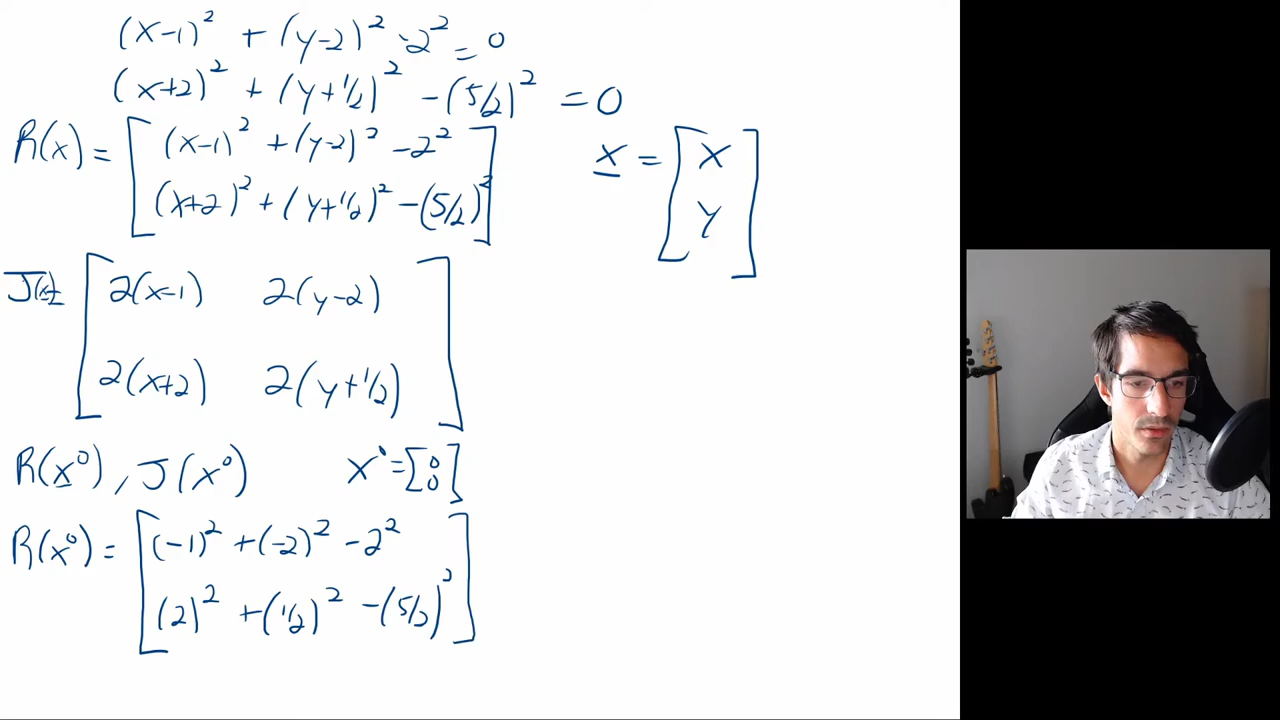 (x-1)² + (y-2)² - 2² = 0
(x+2)² + (y+1/2)² - (5/2)² = 0
R(x) = [ (x-1)² + (y-2)² - 2²
(x+2)² + (y+1/2)² - (5/2)² ]
x = [ x
y ]
J(x) = [ 2(x-1) 2(y-2)
2(x+2) 2(y+1/2) ]
R(x⁰), J(x⁰) x⁰ = [ 0
0 ]
R(x⁰) = [ (-1)² + (-2)² - 2²
(2)² + (1/2)² - (5/2)² ]